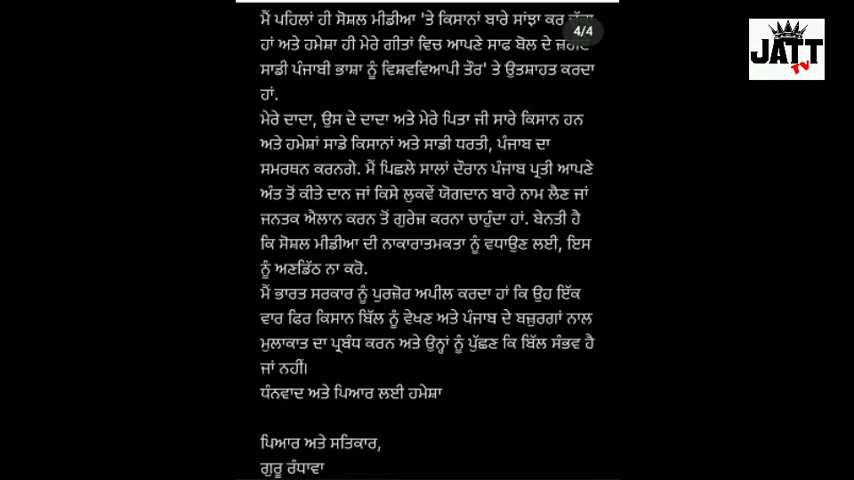 ਮੈਂ ਪਹਿਲਾਂ ਹੀ ਸੋਸ਼ਲ ਮੀਡੀਆ 'ਤੇ ਕਿਸਾਨਾਂ ਬਾਰੇ ਸਾਂਝਾ ਕਰ
4/4
ਹਾਂ ਅਤੇ ਹਮੇਸ਼ਾ ਹੀ ਮੇਰੇ ਗੀਤਾਂ ਵਿਚ ਆਪਣੇ ਸਾਫ ਬੋਲ ਦੇ
ਸਾਡੀ ਪੰਜਾਬੀ ਭਾਸ਼ਾ ਨੂੰ ਵਿਸ਼ਵਵਿਆਪੀ ਤੌਰ' ਤੇ ਉਤਸ਼ਾਹਤ ਕਰਦਾ
ਹਾਂ.
ਮੇਰੇ ਦਾਦਾ, ਉਸ ਦੇ ਦਾਦਾ ਅਤੇ ਮੇਰੇ ਪਿਤਾ ਜੀ ਸਾਰੇ ਕਿਸਾਨ ਹਨ
ਅਤੇ ਹਮੇਸ਼ਾਂ ਸਾਡੇ ਕਿਸਾਨਾਂ ਅਤੇ ਸਾਡੀ ਧਰਤੀ, ਪੰਜਾਬ ਦਾ
ਸਮਰਥਨ ਕਰਨਗੇ. ਮੈਂ ਪਿਛਲੇ ਸਾਲਾਂ ਦੌਰਾਨ ਪੰਜਾਬ ਪ੍ਰਤੀ ਆਪਣੇ
ਅੰਤ ਤੋਂ ਕੀਤੇ ਦਾਨ ਜਾਂ ਕਿਸੇ ਲੁਕਵੇਂ ਯੋਗਦਾਨ ਬਾਰੇ ਨਾਮ ਲੈਣ ਜਾਂ
ਜਨਤਕ ਐਲਾਨ ਕਰਨ ਤੋਂ ਗੁਰੇਜ਼ ਕਰਨਾ ਚਾਹੁੰਦਾ ਹਾਂ. ਬੇਨਤੀ ਹੈ
ਕਿ ਸੋਸ਼ਲ ਮੀਡੀਆ ਦੀ ਨਾਕਾਰਾਤਮਕਤਾ ਨੂੰ ਵਧਾਉਣ ਲਈ, ਇਸ
ਨੂੰ ਅਣਡਿੱਠ ਨਾ ਕਰੋ.
ਮੈਂ ਭਾਰਤ ਸਰਕਾਰ ਨੂੰ ਪੁਰਜ਼ੋਰ ਅਪੀਲ ਕਰਦਾ ਹਾਂ ਕਿ ਉਹ ਇੱਕ
ਵਾਰ ਫਿਰ ਕਿਸਾਨ ਬਿੱਲ ਨੂੰ ਵੇਖਣ ਅਤੇ ਪੰਜਾਬ ਦੇ ਬਜ਼ੁਰਗਾਂ ਨਾਲ
ਮੁਲਾਕਾਤ ਦਾ ਪ੍ਰਬੰਧ ਕਰਨ ਅਤੇ ਉਨ੍ਹਾਂ ਨੂੰ ਪੁੱਛਣ ਕਿ ਬਿੱਲ ਸੰਭਵ ਹੈ
ਜਾਂ ਨਹੀਂ।
ਧੰਨਵਾਦ ਅਤੇ ਪਿਆਰ ਲਈ ਹਮੇਸ਼ਾ
ਪਿਆਰ ਅਤੇ ਸਤਿਕਾਰ,
ਗੁਰੂ ਰੰਧਾਵਾ
JATT
TV